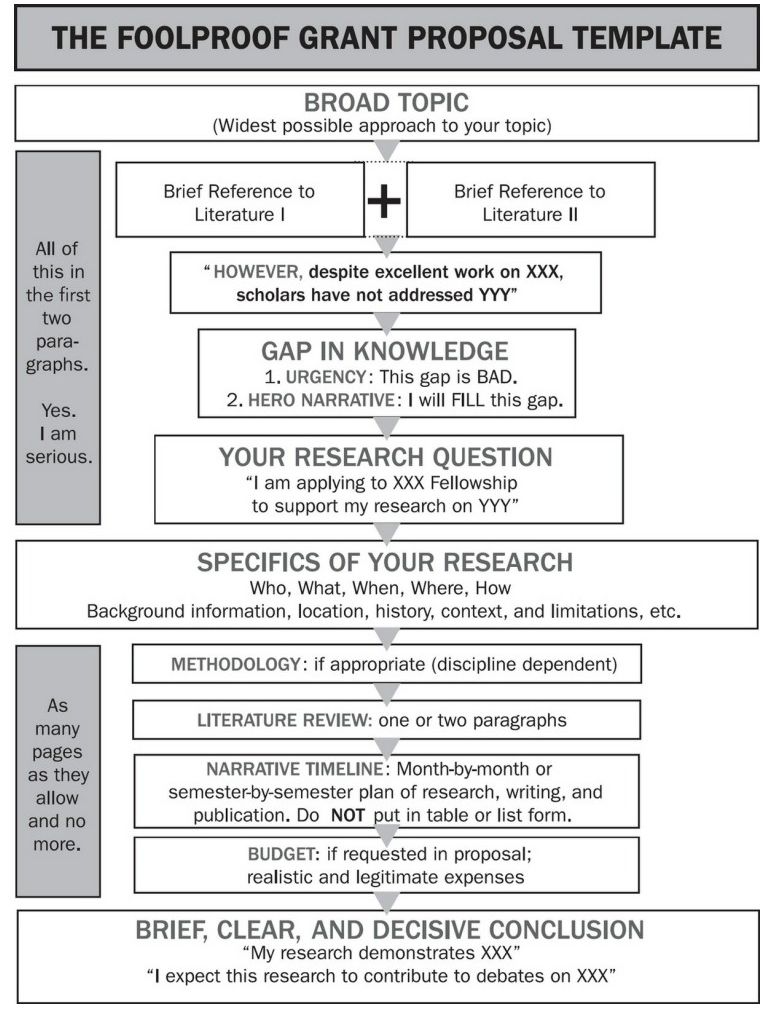 THE FOOLPROOF GRANT PROPOSAL TEMPLATE
BROAD TOPIC
(Widest possible approach to your topic)
All of
this in
the first
two
para-
graphs.
Yes.
I am
serious.
Brief Reference to
Literature I
+
Brief Reference to
Literature II
“HOWEVER, despite excellent work on XXX,
scholars have not addressed YYY”
GAP IN KNOWLEDGE
1. URGENCY: This gap is BAD.
2. HERO NARRATIVE: I will FILL this gap.
YOUR RESEARCH QUESTION
“I am applying to XXX Fellowship
to support my research on YYY”
SPECIFICS OF YOUR RESEARCH
Who, What, When, Where, How
Background information, location, history, context, and limitations, etc.
As
many
pages
as they
allow
and no
more.
METHODOLOGY: if appropriate (discipline dependent)
LITERATURE REVIEW: one or two paragraphs
NARRATIVE TIMELINE: Month-by-month or
semester-by-semester plan of research, writing, and
publication. Do NOT put in table or list form.
BUDGET: if requested in proposal;
realistic and legitimate expenses
BRIEF, CLEAR, AND DECISIVE CONCLUSION
“My research demonstrates XXX”
“I expect this research to contribute to debates on XXX”